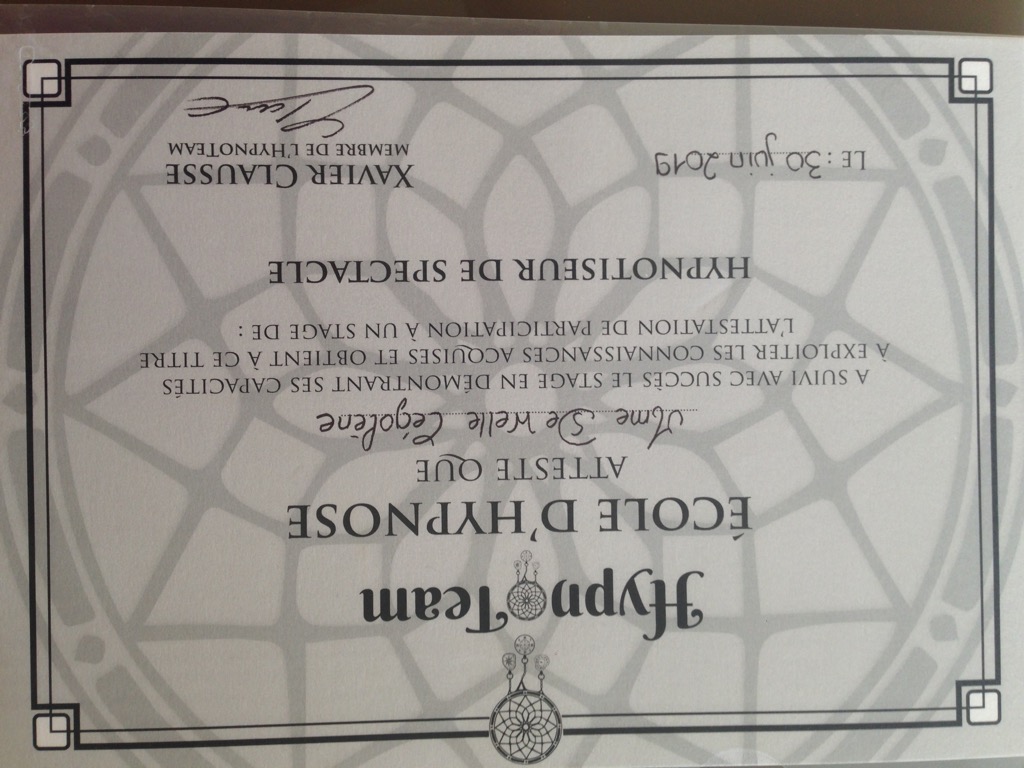 HypnoTeam
ÉCOLE D'HYPNOSE
ATTESTE QUE
Mme De Welle Ségolène
A SUIVI AVEC SUCCÈS LE STAGE EN DÉMONTRANT SES CAPACITÉS
À EXPLOITER LES CONNAISSANCES ACQUISES ET OBTIENT À CE TITRE
L'ATTESTATION DE PARTICIPATION À UN STAGE DE :
HYPNOTISEUR DE SPECTACLE
LE : 30 juin 2019
XAVIER CLAUSSE
MEMBRE DE L'HYPNOTEAM